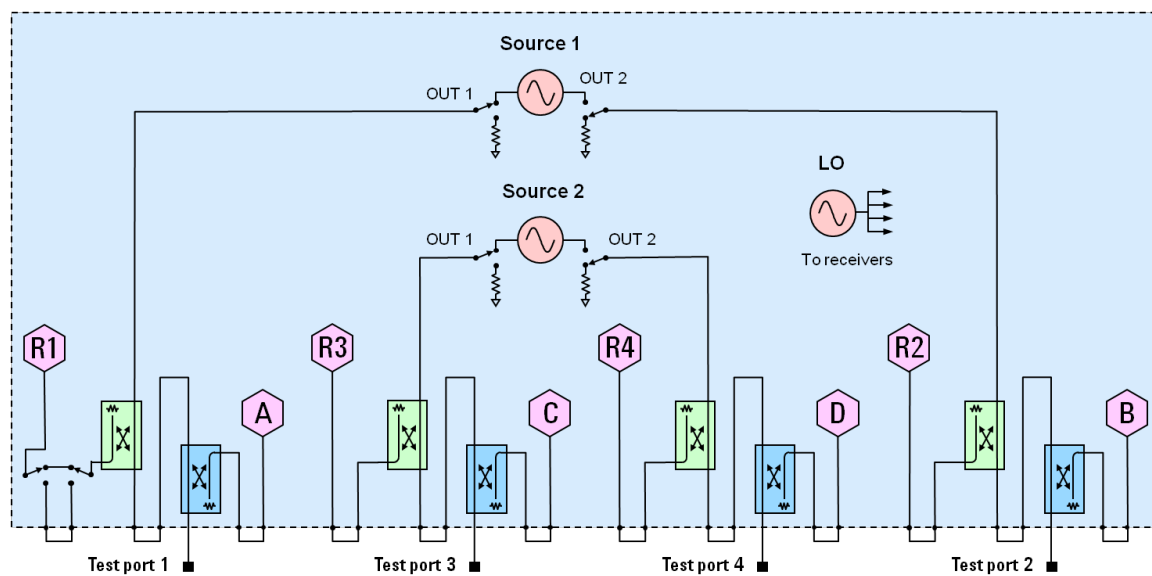 Source 1
OUT 1
OUT 2
LO
Source 2
OUT 1
OUT 2
To receivers
R1
R3
R4
R2
A
C
D
B
Test port 1
Test port 3
Test port 4
Test port 2